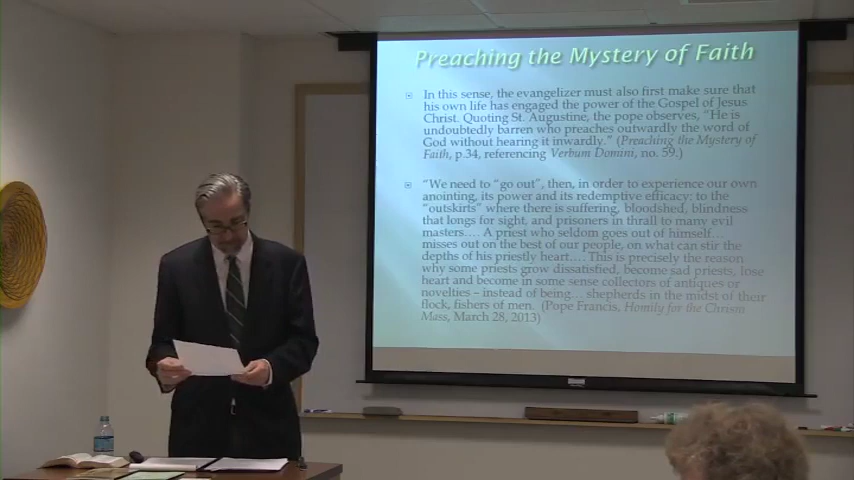 Preaching the Mystery of Faith
In this sense, the evangelizer must also first make sure that
his own life has engaged the power of the Gospel of Jesus
Christ. Quoting St. Augustine, the pope observes, “He is
undoubtedly barren who preaches outwardly the word of
God without hearing it inwardly.” (Preaching the Mystery of
Faith, p.34, referencing Verbum Domini, no. 59.)
“We need to “go out”, then, in order to experience our own
anointing, its power and its redemptive efficacy: to the
“outskirts” where there is suffering, bloodshed, blindness
that longs for sight, and prisoners in thrall to many evil
masters.… A priest who seldom goes out of himself…
misses out on the best of our people, on what can stir the
depths of his priestly heart.… This is precisely the reason
why some priests grow dissatisfied, become sad priests, lose
heart and become in some sense collectors of antiques or
novelties – instead of being… shepherds in the midst of their
flock, fishers of men. (Pope Francis, Homily for the Chrism
Mass, March 28, 2013)